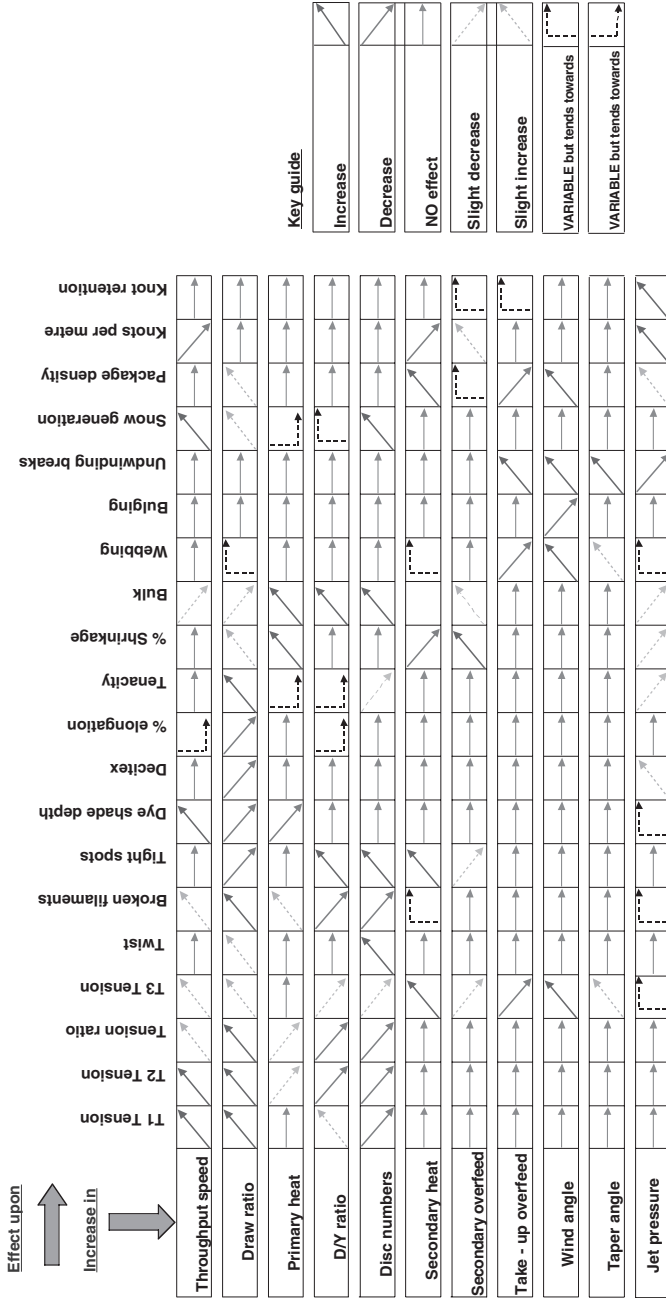 Effect upon
Increase in
T1 Tension
T2 Tension
Tension ratio
T3 Tension
Twist
Broken filaments
Tight spots
Dye shade depth
Decitex
% elongation
Tenacity
% Shrinkage
Bulk
Webbing
Bulging
Undwinding breaks
Snow generation
Package density
Knots per metre
Knot retention
Throughput speed
Draw ratio
Primary heat
D/Y ratio
Disc numbers
Secondary heat
Secondary overfeed
Take - up overfeed
Wind angle
Taper angle
Jet pressure
Key guide
Increase
Decrease
NO effect
Slight decrease
Slight increase
VARIABLE but tends towards
VARIABLE but tends towards